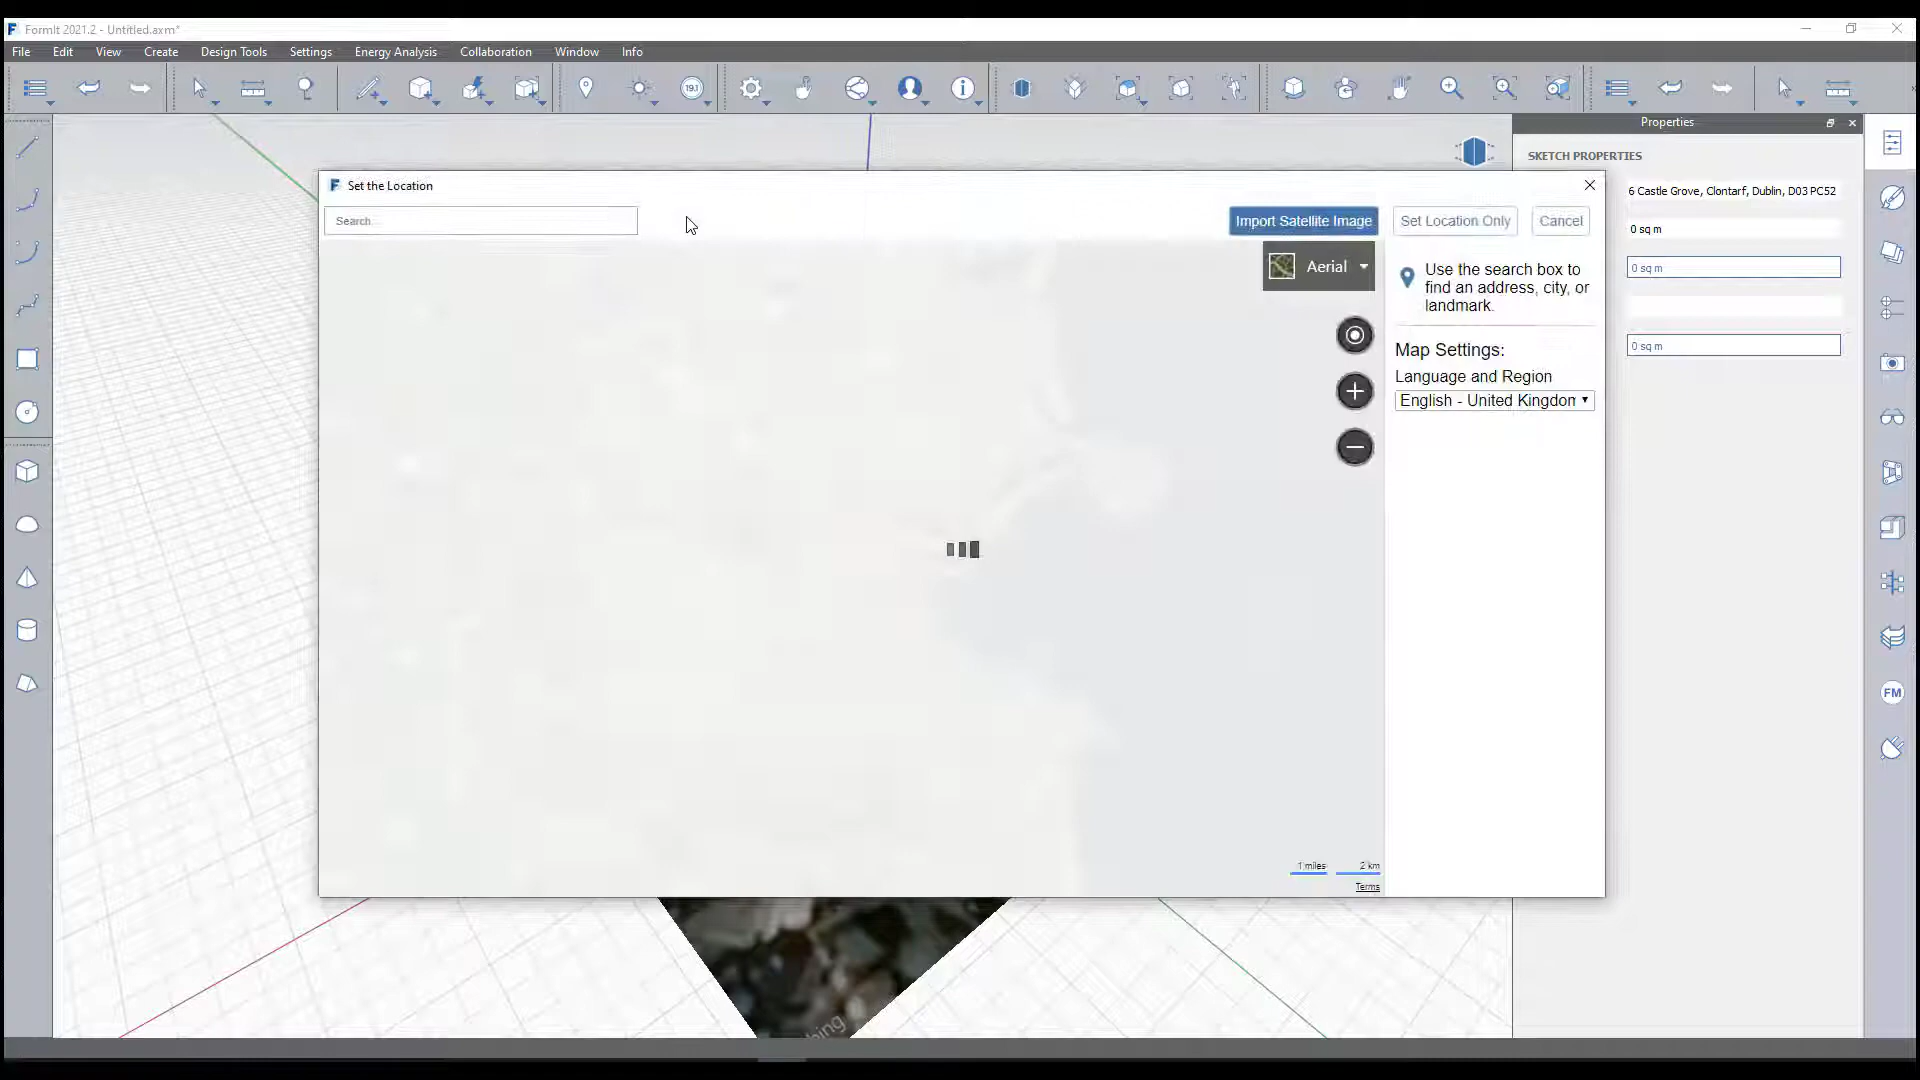 FormIt 2021.2 - Untitled.axm*
File Edit View Create Design Tools Settings Energy Analysis Collaboration Window Info
19.1
Properties
SKETCH PROPERTIES
6 Castle Grove, Clontarf, Dublin, D03 PC52
0 sq m
0 sq m
0 sq m
Set the Location
Search...
Import Satellite Image
Set Location Only
Cancel
Aerial
Use the search box to
find an address, city, or
landmark.
Map Settings:
Language and Region
English - United Kingdom
1 miles
2 km
Terms
FM